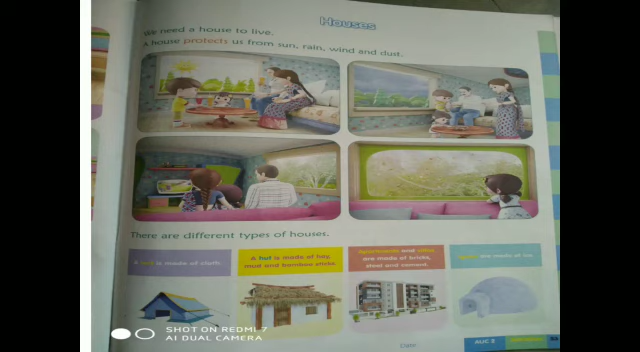 Houses
We need a house to live.
A house protects us from sun, rain, wind and dust.
There are different types of houses.
A tent is made of cloth.
A hut is made of hay,
mud and bamboo sticks.
Apartments and villas
are made of bricks,
steel and cement.
are made of ice.
SHOT ON REDMI 7
AI DUAL CAMERA